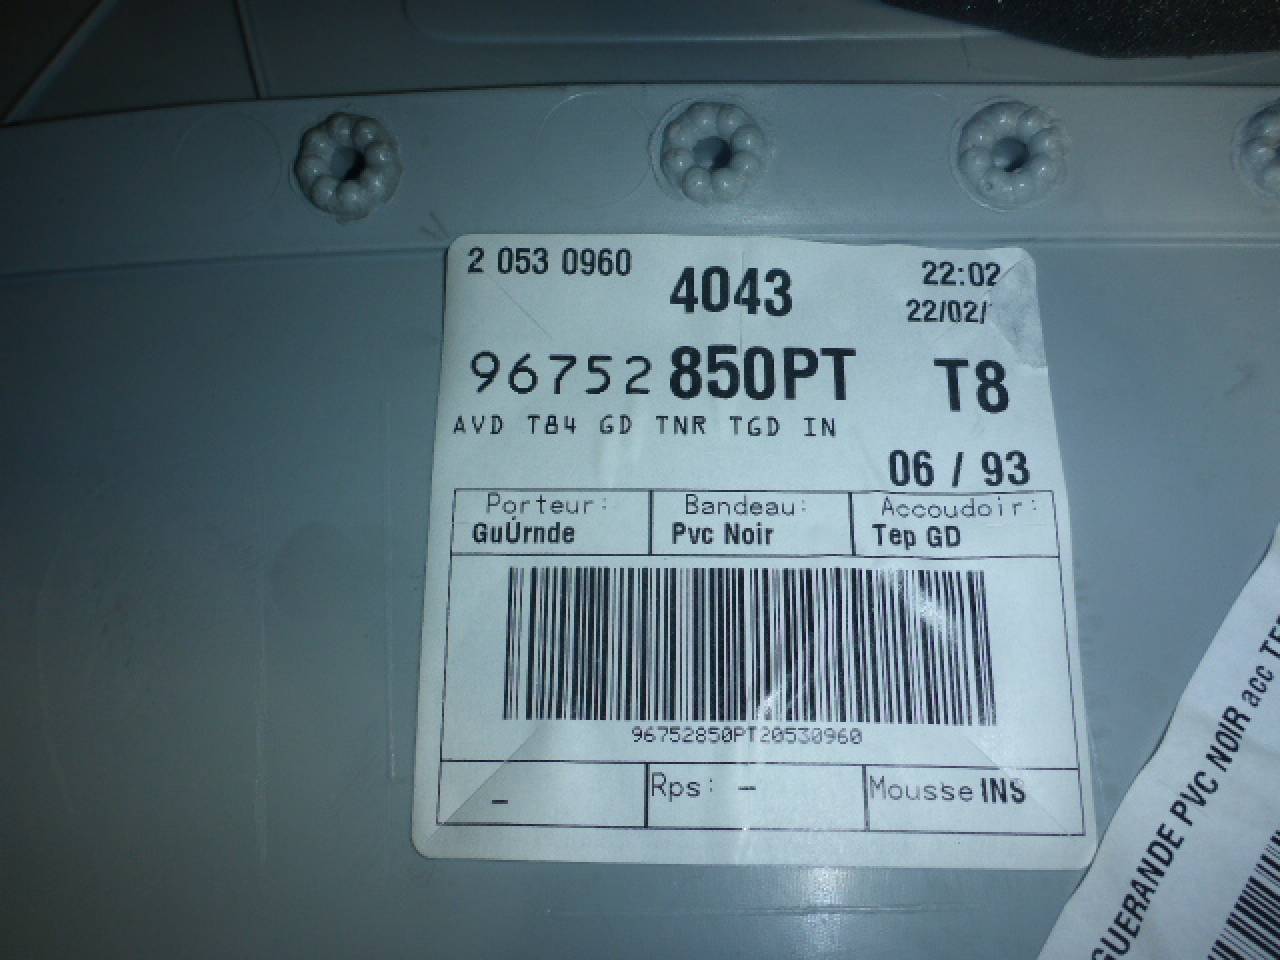 2 053 0960
4043
22:02
22/02/
96752 850PT
T8
AVD T84 GD TNR TGD IN
06 / 93
Porteur:
GuÚrnde
Bandeau:
Pvc Noir
Accoudoir:
Tep GD
96752850PT20530960
–
Rps: –
Mousse INS
GUERANDE PVC NOIR acc